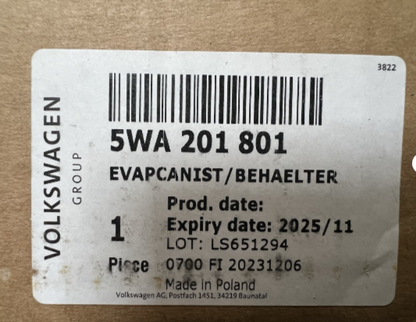 3822
VOLKSWAGEN
GROUP
5WA 201 801
EVAPCANIST/BEHAELTER
Prod. date:
1 Expiry date: 2025/11
LOT: LS651294
Piece 0700 FI 20231206
Made in Poland
Volkswagen AG, Postfach 1451, 34219 Baunatal